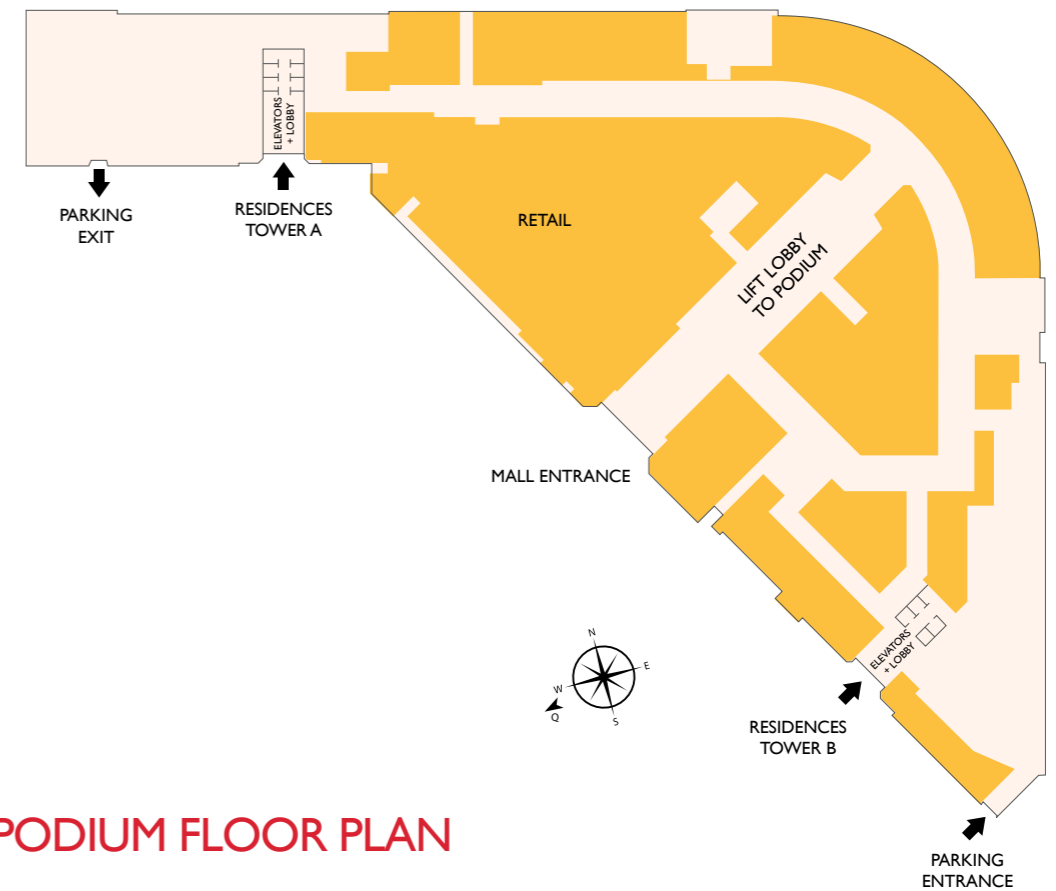 ELEVATORS
+ LOBBY
PARKING
EXIT
RESIDENCES
TOWER A
RETAIL
LIFT LOBBY
TO PODIUM
MALL ENTRANCE
N
E
W
S
Q
ELEVATORS
+ LOBBY
RESIDENCES
TOWER B
PODIUM FLOOR PLAN
PARKING
ENTRANCE